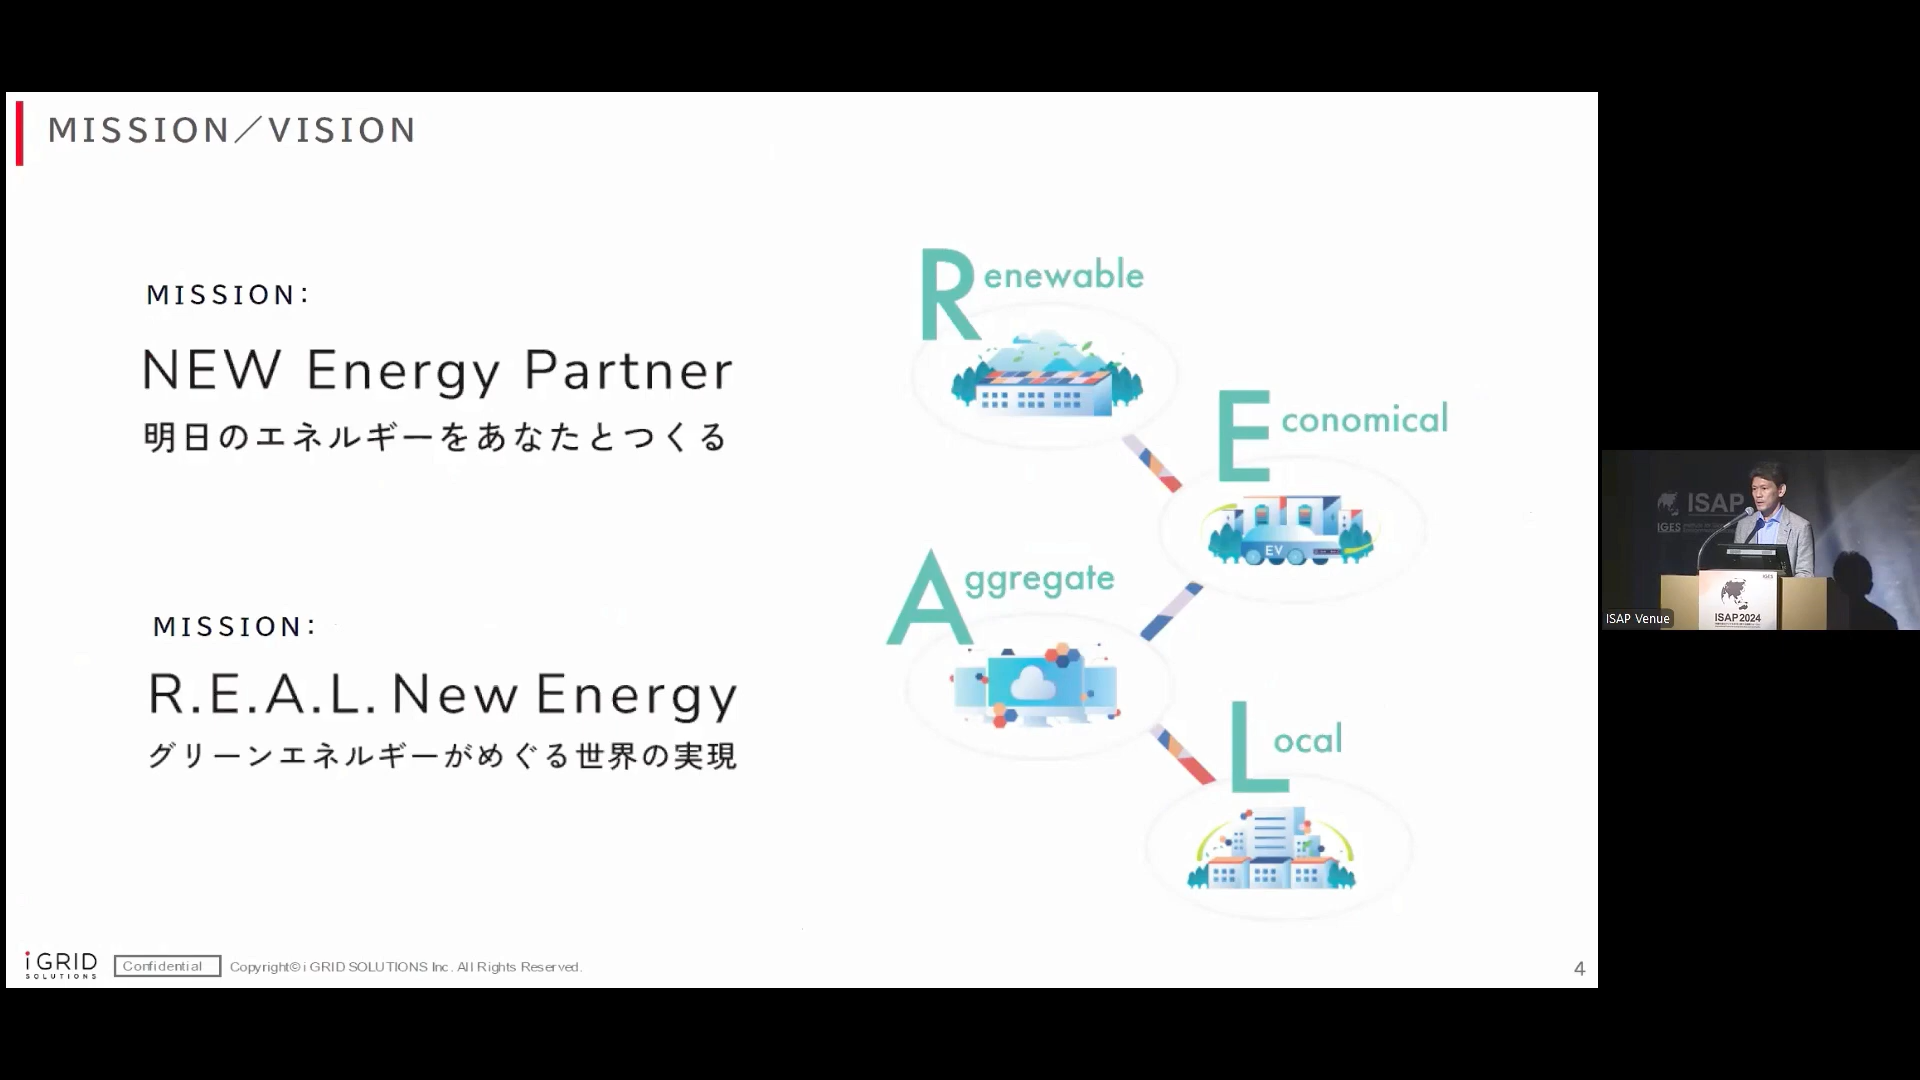 MISSION／VISION
MISSION:
NEW Energy Partner
明日のエネルギーをあなたとつくる
MISSION:
R.E.A.L. New Energy
グリーンエネルギーがめぐる世界の実現
Renewable
Economical
EV
Aggregate
Local
i GRID
SOLUTIONS
Confidential
Copyright© i GRID SOLUTIONS Inc. All Rights Reserved.
4
ISAP
IGES
IGES
ISAP2024
ISAP Venue